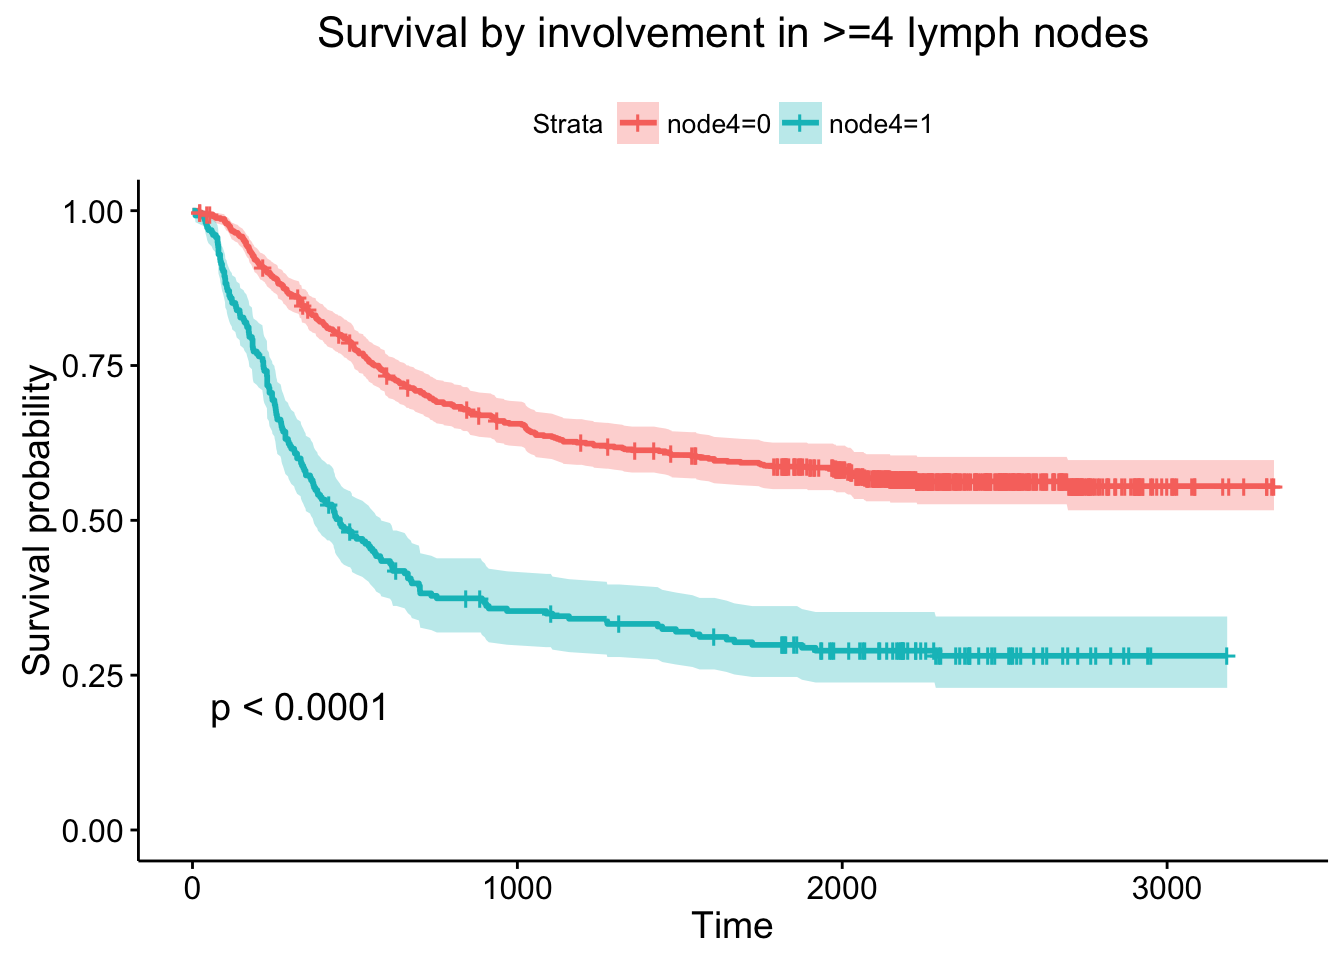 Survival by involvement in >=4 lymph nodes
Strata node4=0 node4=1
Survival probability
1.00
0.75
0.50
0.25
0.00
p < 0.0001
0 1000 2000 3000
Time